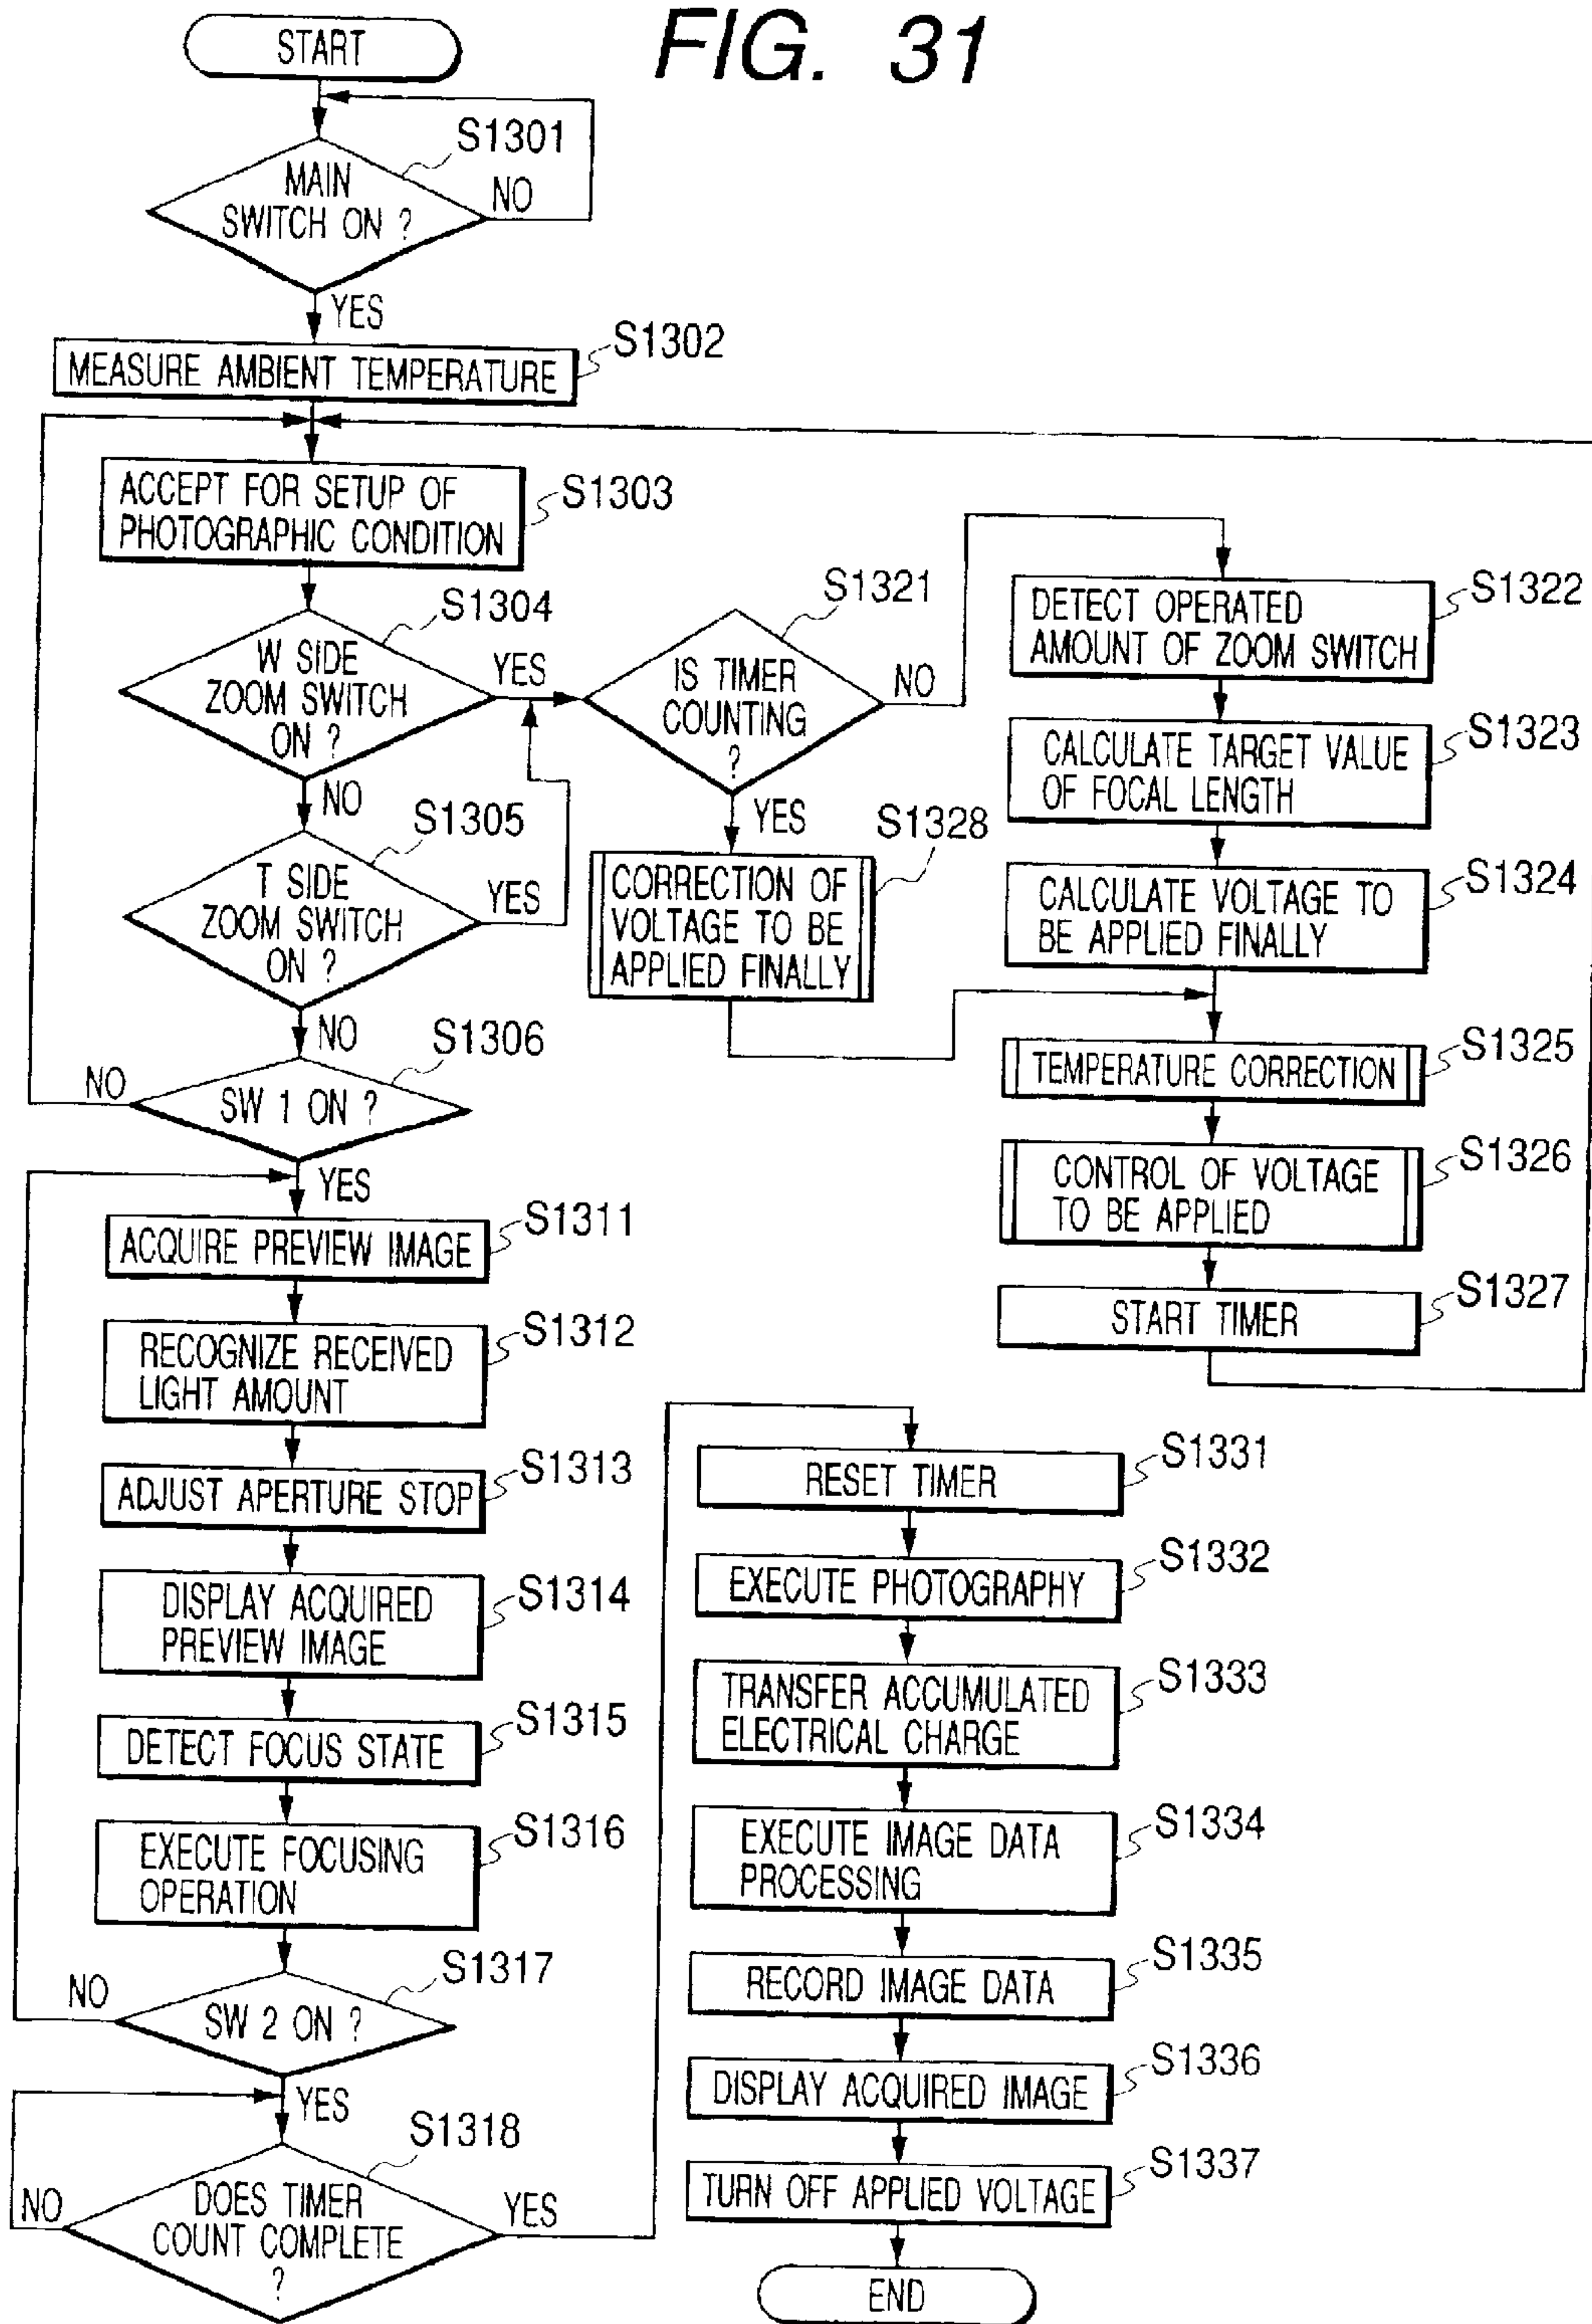 FIG. 31
START
S1301
MAIN
SWITCH ON ?
NO
YES
S1302
MEASURE AMBIENT TEMPERATURE
ACCEPT FOR SETUP OF
PHOTOGRAPHIC CONDITION
S1303
S1304
W SIDE
ZOOM SWITCH
ON ?
YES
NO
S1305
T SIDE
ZOOM SWITCH
ON ?
YES
NO
S1306
SW 1 ON ?
NO
YES
S1311
ACQUIRE PREVIEW IMAGE
S1312
RECOGNIZE RECEIVED
LIGHT AMOUNT
S1313
ADJUST APERTURE STOP
S1314
DISPLAY ACQUIRED
PREVIEW IMAGE
S1315
DETECT FOCUS STATE
S1316
EXECUTE FOCUSING
OPERATION
S1317
SW 2 ON ?
NO
YES
S1318
DOES TIMER
COUNT COMPLETE
?
NO
YES
S1321
IS TIMER
COUNTING
?
NO
YES
S1328
CORRECTION OF
VOLTAGE TO BE
APPLIED FINALLY
S1322
DETECT OPERATED
AMOUNT OF ZOOM SWITCH
S1323
CALCULATE TARGET VALUE
OF FOCAL LENGTH
S1324
CALCULATE VOLTAGE TO
BE APPLIED FINALLY
S1325
TEMPERATURE CORRECTION
S1326
CONTROL OF VOLTAGE
TO BE APPLIED
S1327
START TIMER
S1331
RESET TIMER
S1332
EXECUTE PHOTOGRAPHY
S1333
TRANSFER ACCUMULATED
ELECTRICAL CHARGE
S1334
EXECUTE IMAGE DATA
PROCESSING
S1335
RECORD IMAGE DATA
S1336
DISPLAY ACQUIRED IMAGE
S1337
TURN OFF APPLIED VOLTAGE
END